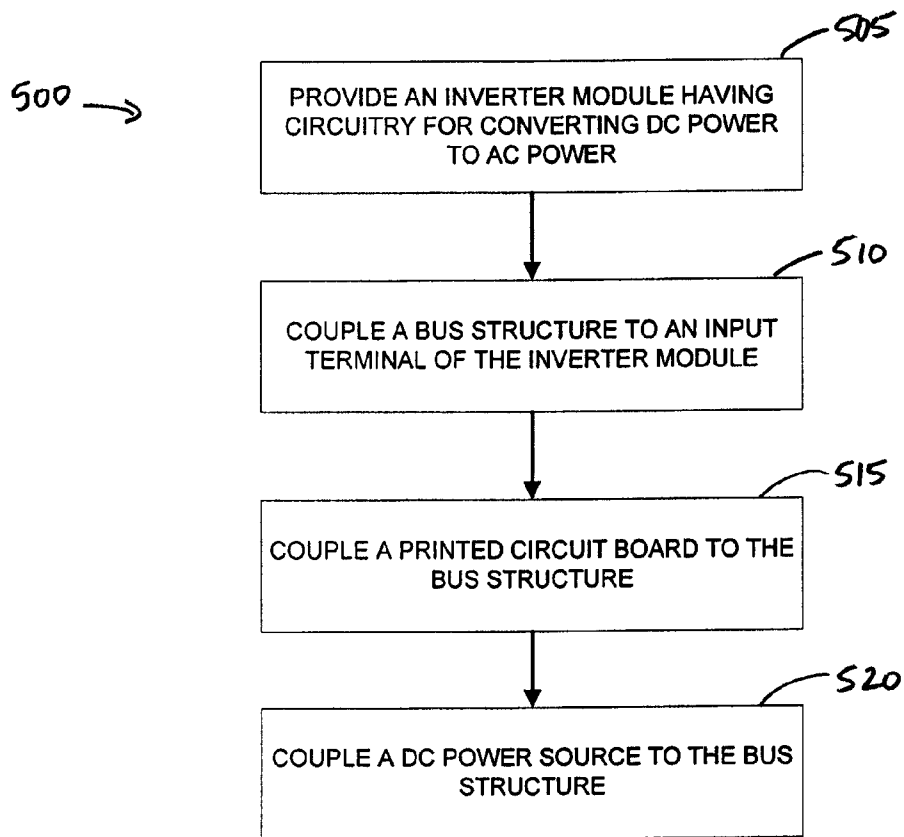 505
500
PROVIDE AN INVERTER MODULE HAVING
CIRCUITRY FOR CONVERTING DC POWER
TO AC POWER
510
COUPLE A BUS STRUCTURE TO AN INPUT
TERMINAL OF THE INVERTER MODULE
515
COUPLE A PRINTED CIRCUIT BOARD TO THE
BUS STRUCTURE
520
COUPLE A DC POWER SOURCE TO THE BUS
STRUCTURE